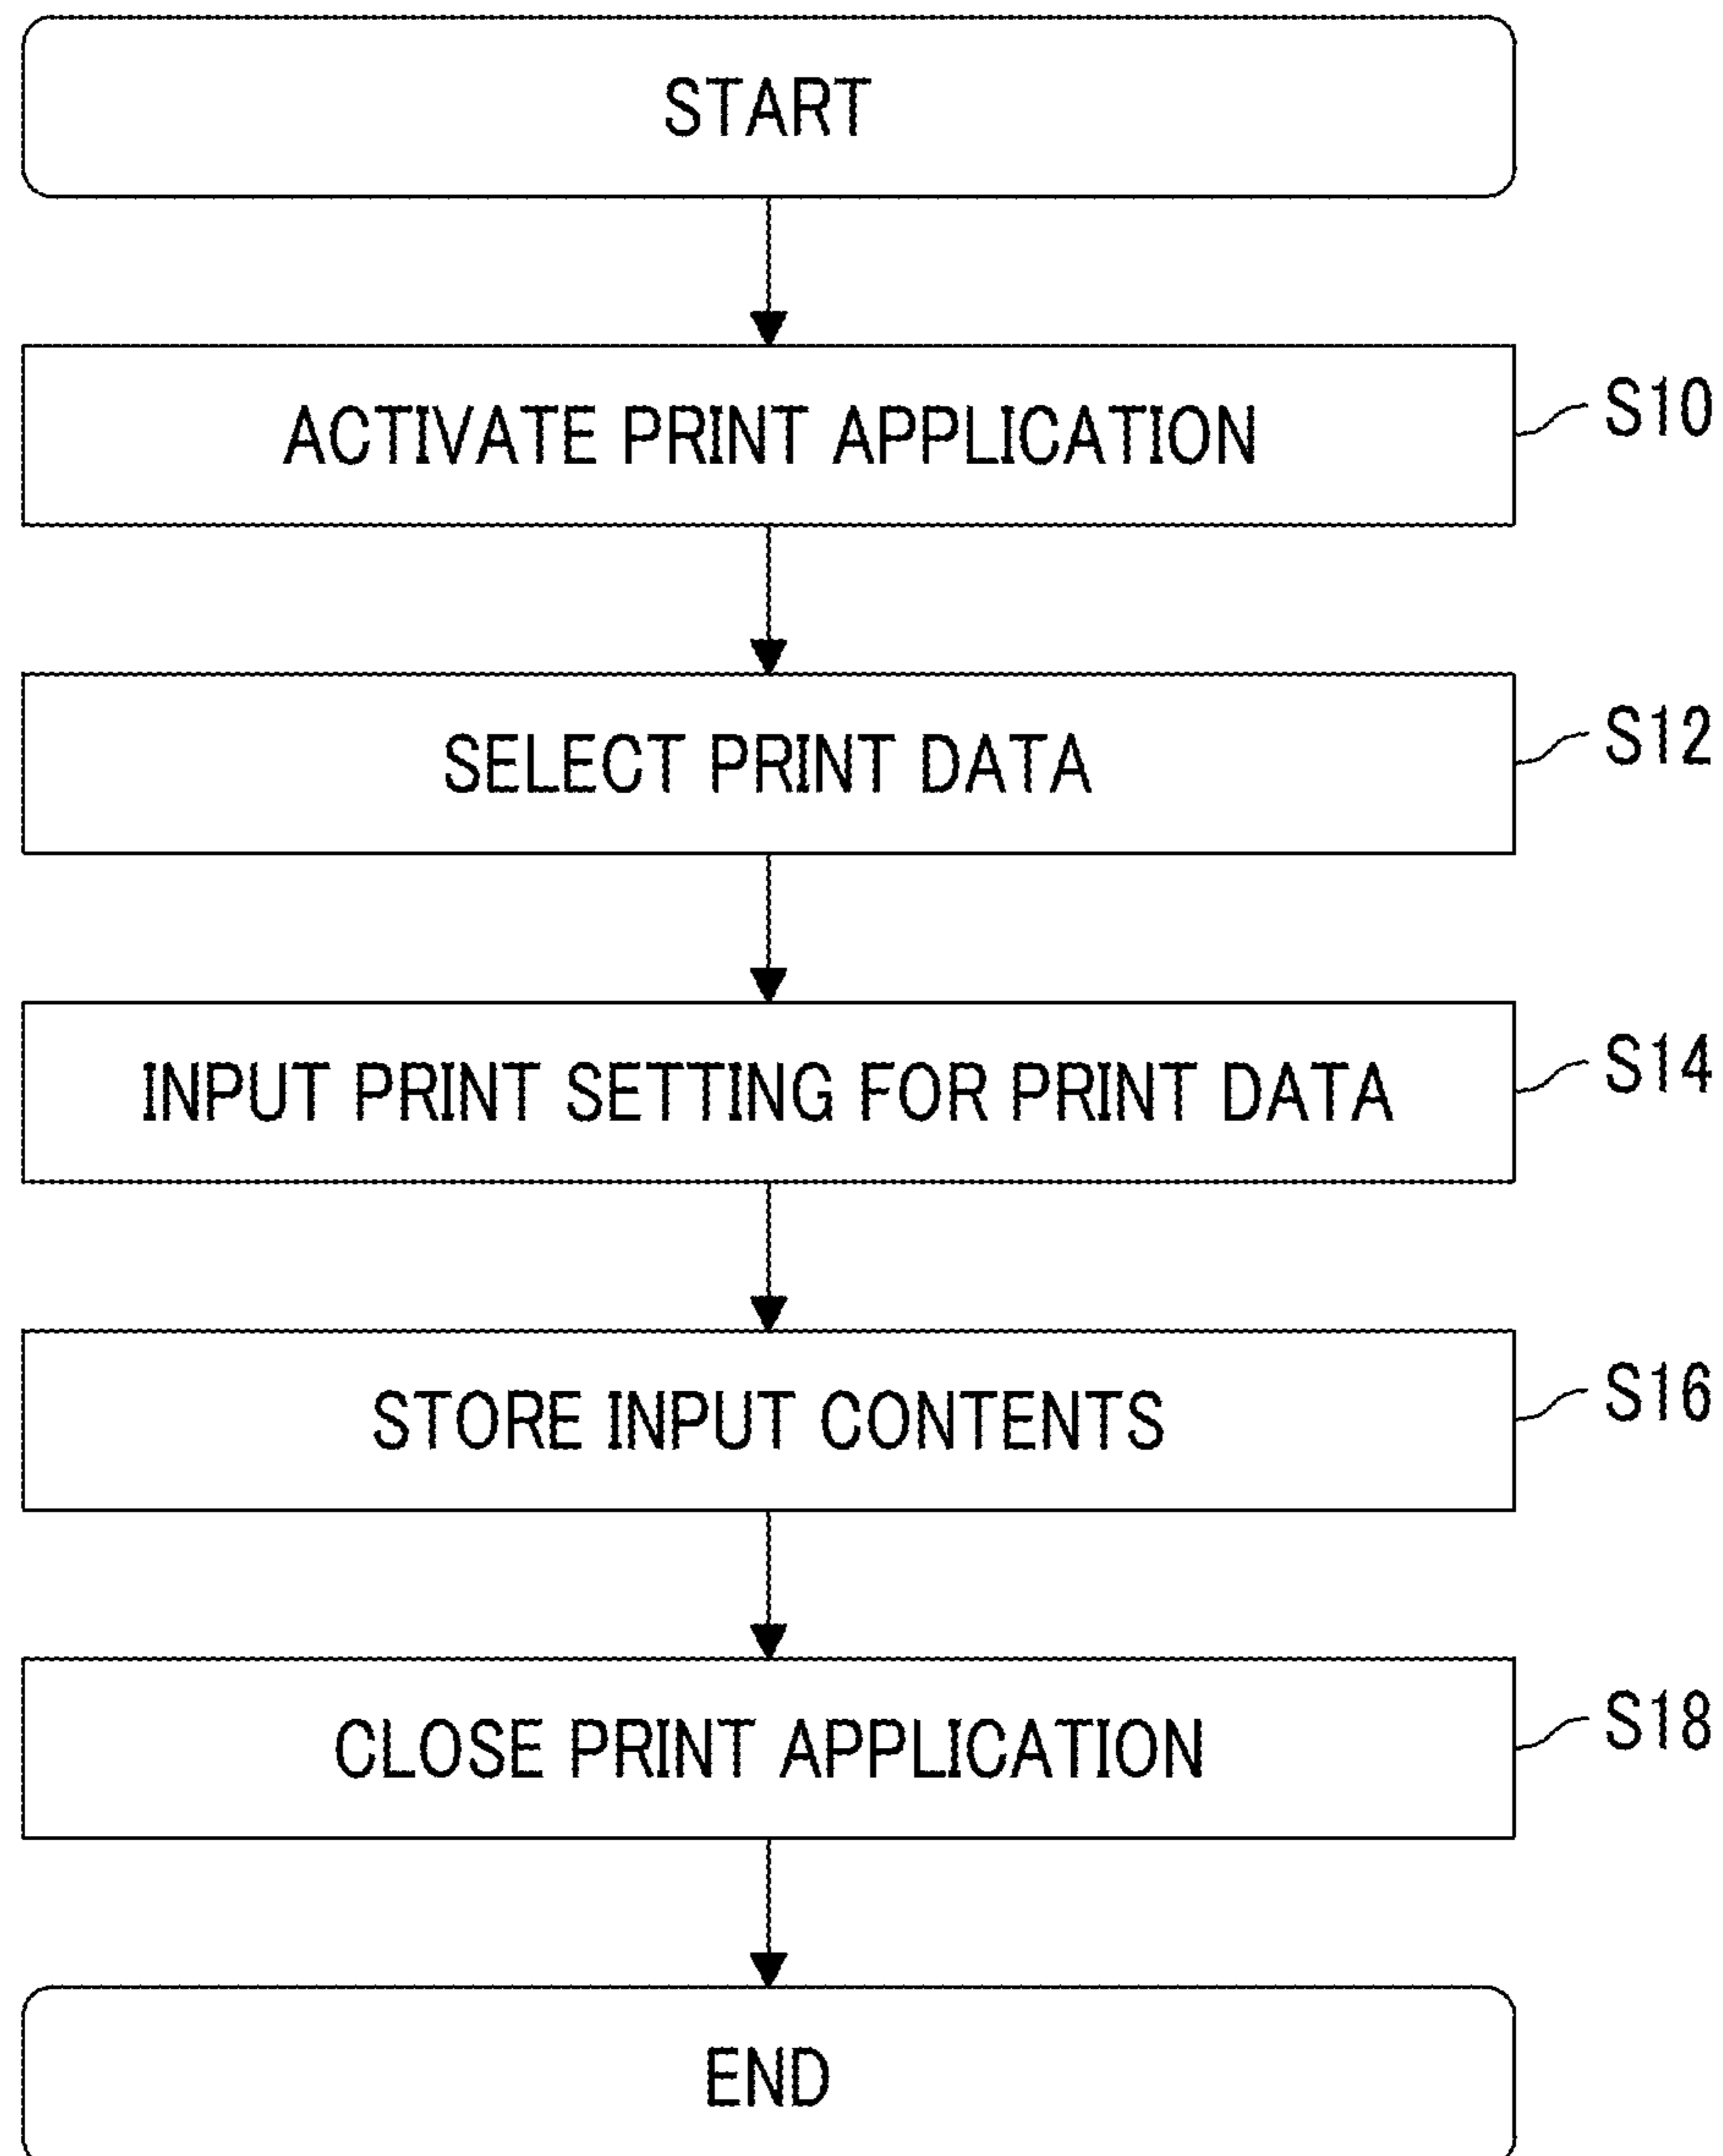 START
ACTIVATE PRINT APPLICATION
S10
SELECT PRINT DATA
S12
INPUT PRINT SETTING FOR PRINT DATA
S14
STORE INPUT CONTENTS
S16
CLOSE PRINT APPLICATION
S18
END